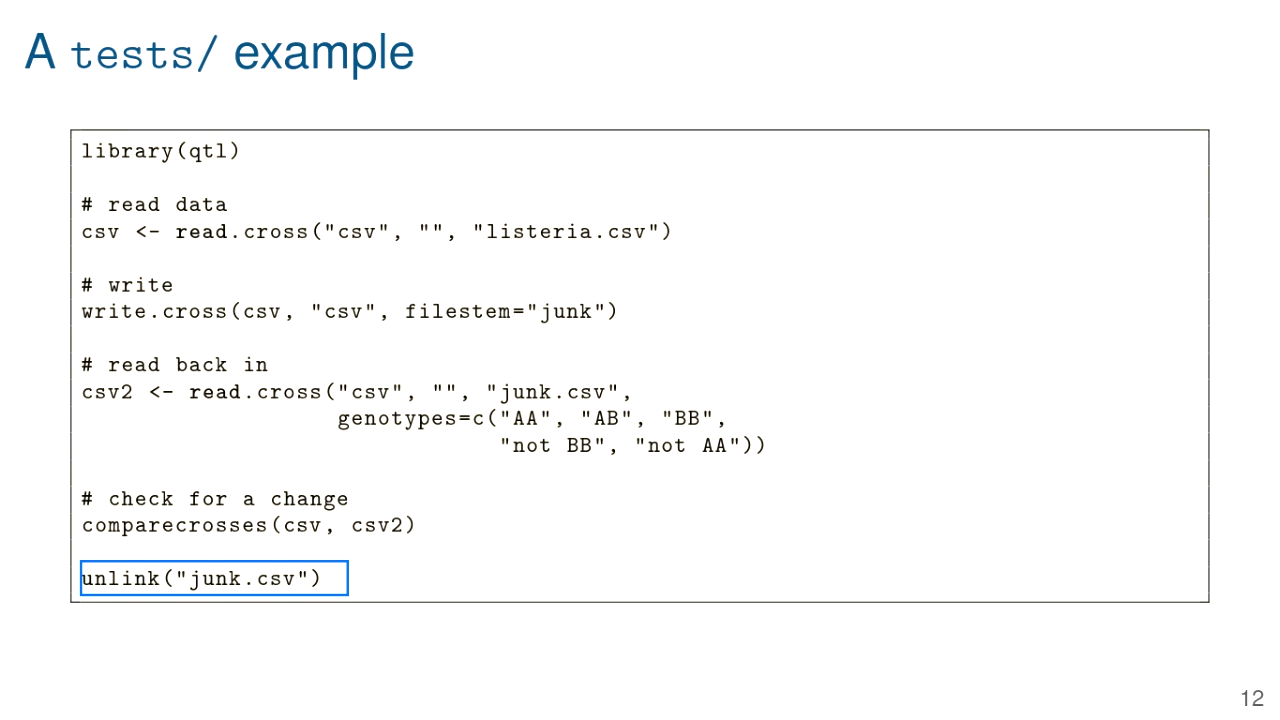 A tests/ example
library(qtl)
# read data
csv <- read.cross("csv", "", "listeria.csv")
# write
write.cross(csv, "csv", filestem="junk")
# read back in
csv2 <- read.cross("csv", "", "junk.csv",
genotypes=c("AA", "AB", "BB",
"not BB", "not AA"))
# check for a change
comparecrosses(csv, csv2)
unlink("junk.csv")
12